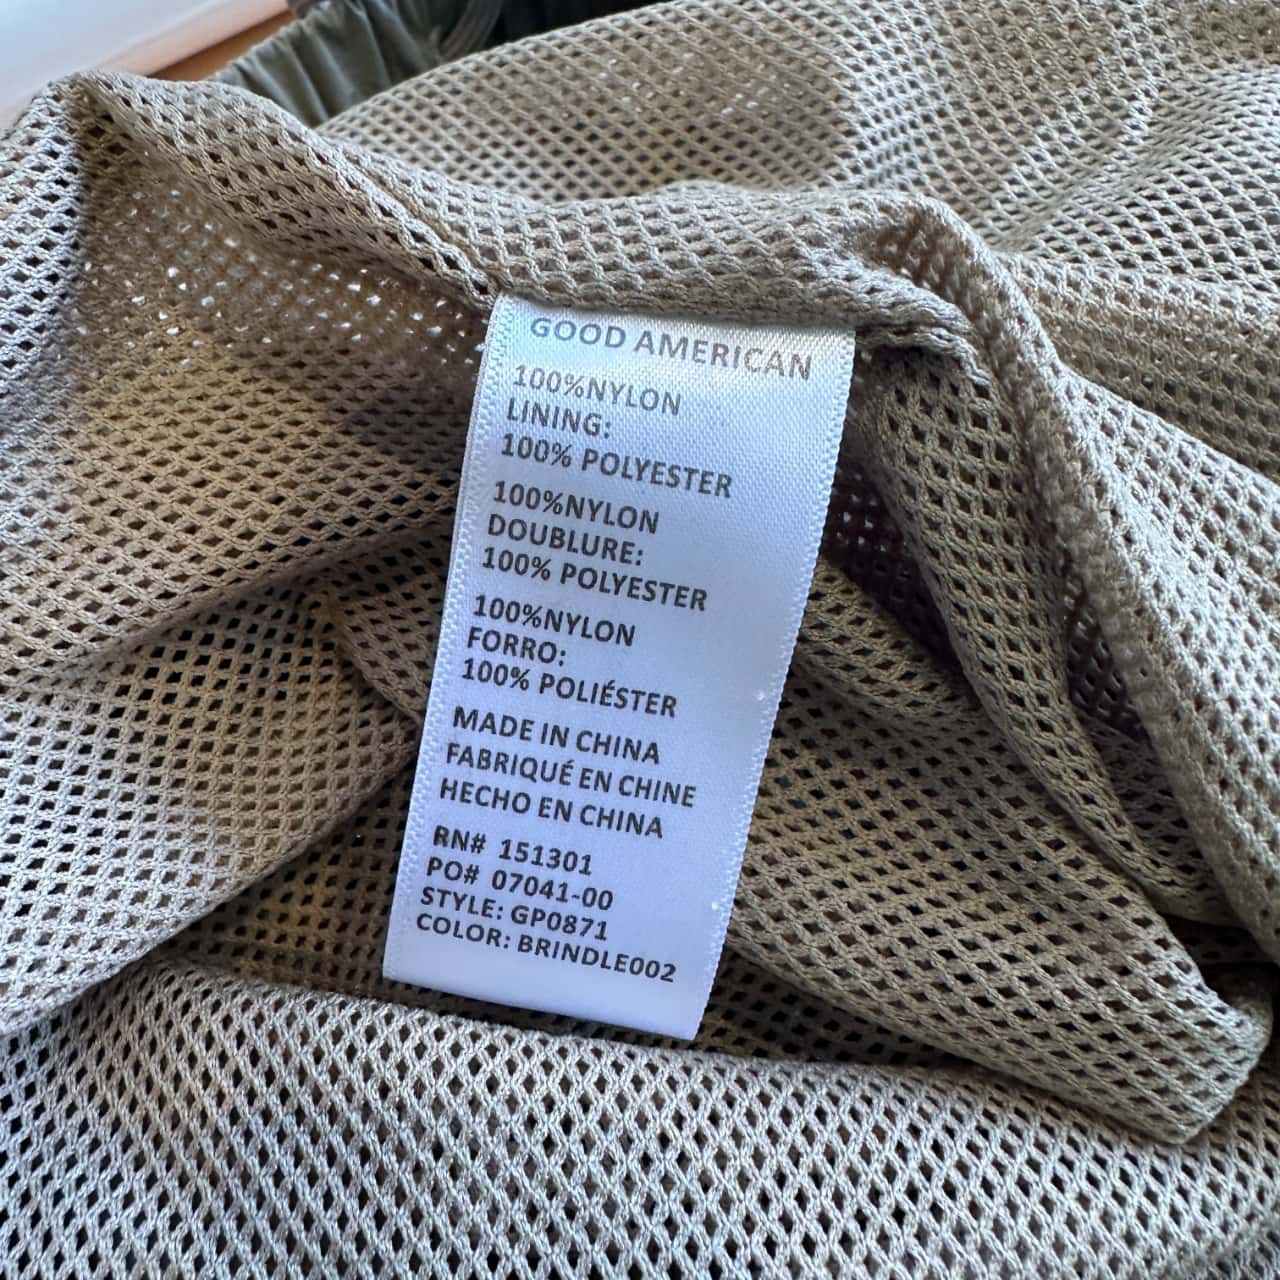 GOOD AMERICAN
100%NYLON
LINING:
100% POLYESTER
100%NYLON
DOUBLURE:
100% POLYESTER
100%NYLON
FORRO:
100% POLIÉSTER
MADE IN CHINA
FABRIQUÉ EN CHINE
HECHO EN CHINA
RN# 151301
PO# 07041-00
STYLE: GP0871
COLOR: BRINDLE002